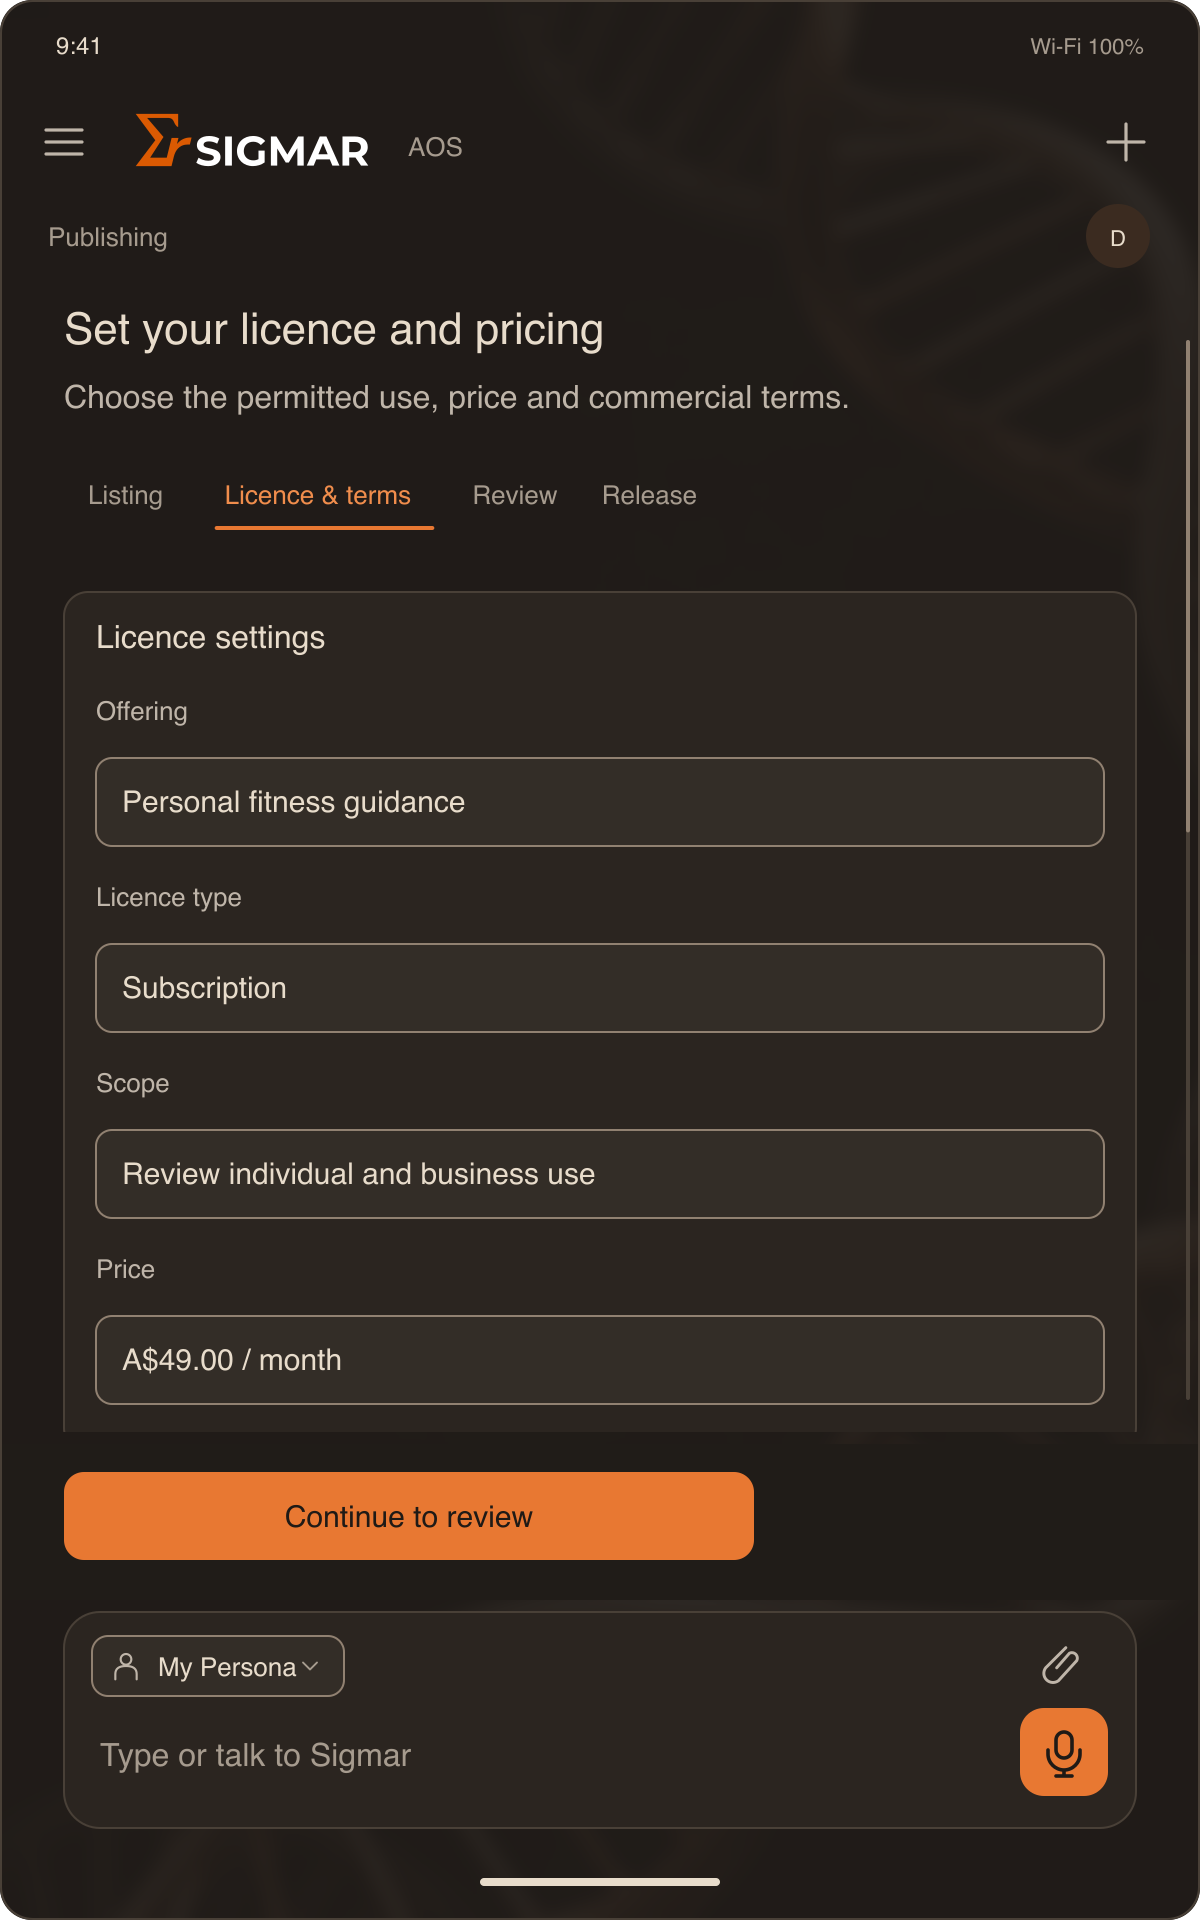 9:41
Wi-Fi 100%
Σr SIGMAR AOS
Publishing
D
Set your licence and pricing
Choose the permitted use, price and commercial terms.
Listing Licence & terms Review Release
Licence settings
Offering
Personal fitness guidance
Licence type
Subscription
Scope
Review individual and business use
Price
A$49.00 / month
Continue to review
My Persona
Type or talk to Sigmar